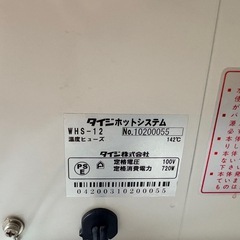 タイジホットシステム
WHS-12 No.10200055
温度ヒューズ 142℃
タイジ株式会社
PSE
定格電圧 100V
定格消費電力 720W
04200310200055